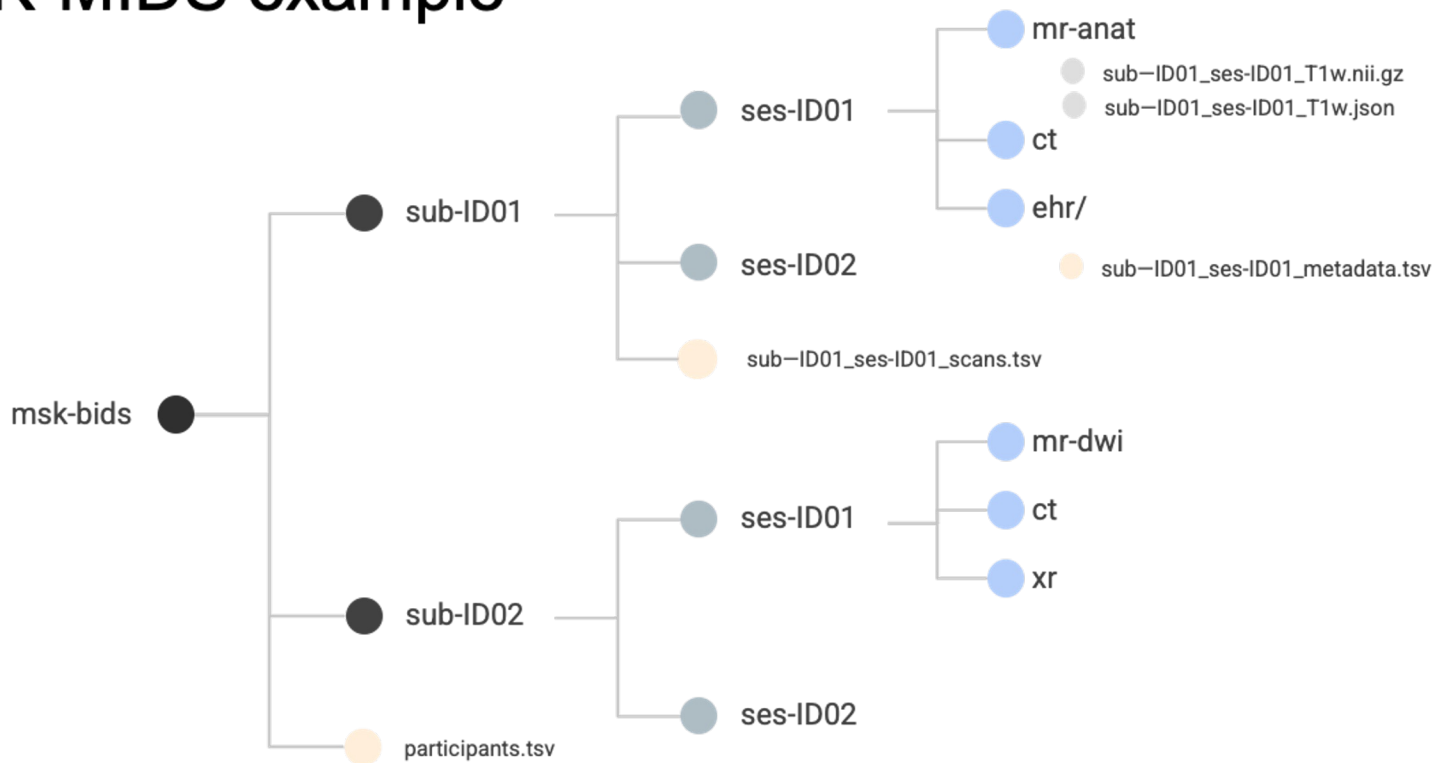 MIDS example
mr-anat
sub—ID01_ses-ID01_T1w.nii.gz
sub—ID01_ses-ID01_T1w.json
ses-ID01
ct
ehr/
sub-ID01
ses-ID02
sub—ID01_ses-ID01_metadata.tsv
sub—ID01_ses-ID01_scans.tsv
msk-bids
mr-dwi
ses-ID01
ct
xr
sub-ID02
ses-ID02
participants.tsv